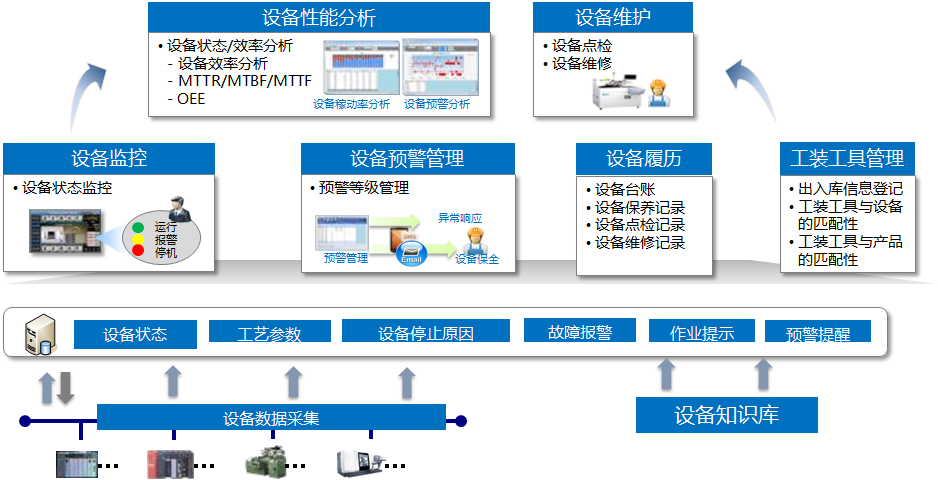 设备性能分析
• 设备状态/效率分析
- 设备效率分析
- MTTR/MTBF/MTTF
- OEE
设备稼动率分析
设备预警分析
设备维护
• 设备点检
• 设备维修
设备监控
• 设备状态监控
运行
报警
停机
设备预警管理
• 预警等级管理
异常响应
预警管理
Email
设备保全
设备履历
• 设备台账
• 设备保养记录
• 设备点检记录
• 设备维修记录
工装工具管理
• 出入库信息登记
• 工装工具与设备
的匹配性
• 工装工具与产品
的匹配性
设备状态
工艺参数
设备停止原因
故障报警
作业提示
预警提醒
设备数据采集
设备知识库